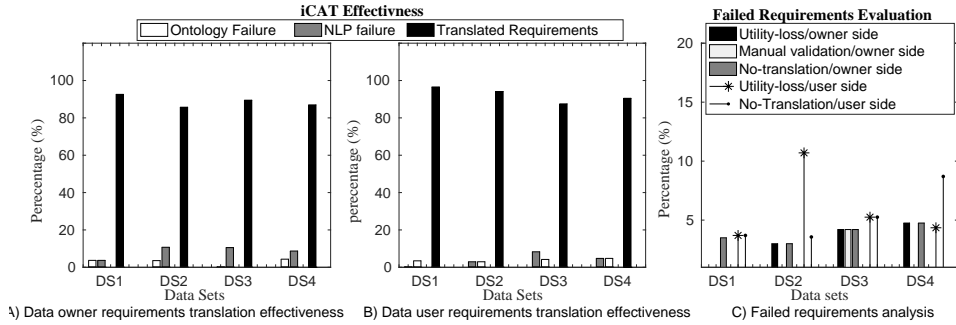 iCAT Effectivness
Ontology Failure NLP failure Translated Requirements
100
80
60
40
20
0
Perecentage (%)
DS1 DS2 DS3 DS4
Data Sets
A) Data owner requirements translation effectiveness
100
80
60
40
20
0
perecentage (%)
DS1 DS2 DS3 DS4
Data Sets
B) Data user requirements translation effectiveness
Failed Requirements Evaluation
Utility-loss/owner side
Manual validation/owner side
No-translation/owner side
Utility-loss/user side
No-Translation/user side
20
15
10
5
Percentage (%)
DS1 DS2 DS3 DS4
Data sets
C) Failed requirements analysis